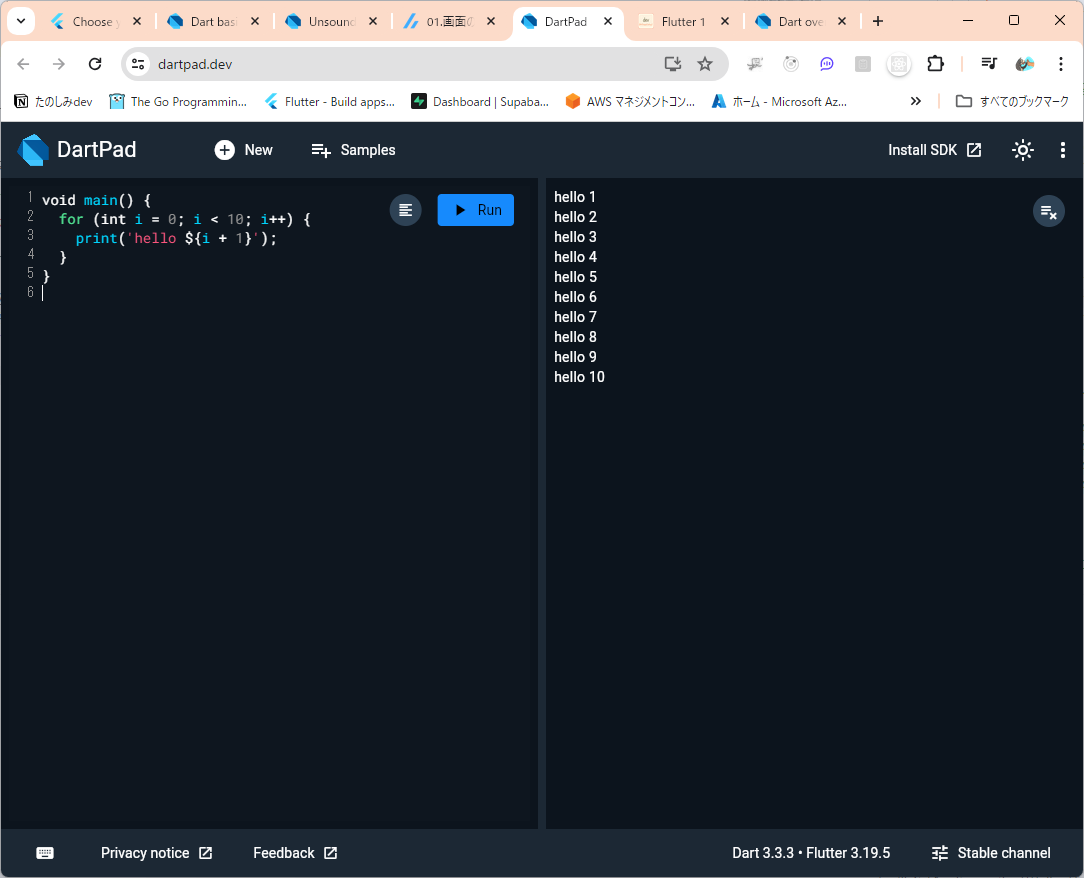 Choose y
Dart bas
Unsound
01.画面の
DartPad
Flutter 1
Dart ove
dartpad.dev
たのしみdev
The Go Programmin...
Flutter - Build apps...
Dashboard | Supaba...
AWS マネジメントコン...
ホーム - Microsoft Az...
すべてのブックマーク
DartPad
New
Samples
Install SDK
1 void main() {
2 for (int i = 0; i < 10; i++) {
3 print('hello ${i + 1}');
4 }
5 }
6
Run
hello 1
hello 2
hello 3
hello 4
hello 5
hello 6
hello 7
hello 8
hello 9
hello 10
Privacy notice
Feedback
Dart 3.3.3 • Flutter 3.19.5
Stable channel